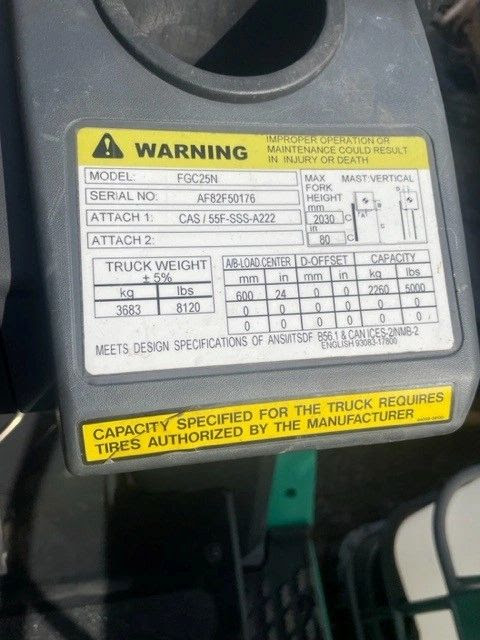 WARNING
IMPROPER OPERATION OR
MAINTENANCE COULD RESULT
IN INJURY OR DEATH
MODEL: FGC25N
SERIAL NO: AF82F50176
ATTACH 1: CAS / 55F-SSS-A222
ATTACH 2:
MAX FORK HEIGHT
mm
2030
in
80
MAST:VERTICAL
TRUCK WEIGHT
± 5%
kg lbs
3683 8120
A/B-LOAD.CENTER D-OFFSET CAPACITY
mm in mm in kg lbs
600 24 0 0 2260 5000
0 0 0 0 0 0
0 0 0 0 0 0
MEETS DESIGN SPECIFICATIONS OF ANSI/ITSDF B56.1 & CAN ICES-2/NMB-2
ENGLISH 93083-17800
CAPACITY SPECIFIED FOR THE TRUCK REQUIRES
TIRES AUTHORIZED BY THE MANUFACTURER